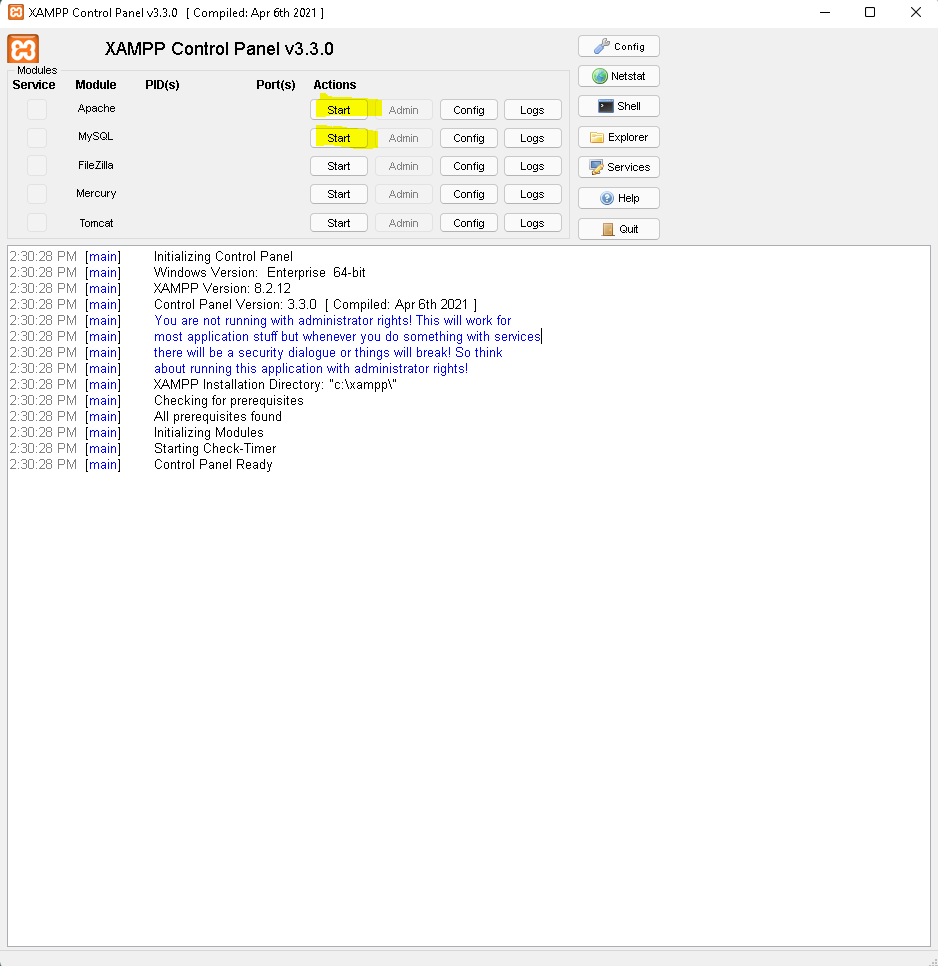 XAMPP Control Panel v3.3.0 [ Compiled: Apr 6th 2021 ]
XAMPP Control Panel v3.3.0
Config
Modules
Service Module PID(s) Port(s) Actions
Netstat
Apache Start Admin Config Logs
Shell
MySQL Start Admin Config Logs
Explorer
FileZilla Start Admin Config Logs
Services
Mercury Start Admin Config Logs
Help
Tomcat Start Admin Config Logs
Quit
2:30:28 PM [main] Initializing Control Panel
2:30:28 PM [main] Windows Version: Enterprise 64-bit
2:30:28 PM [main] XAMPP Version: 8.2.12
2:30:28 PM [main] Control Panel Version: 3.3.0 [ Compiled: Apr 6th 2021 ]
2:30:28 PM [main] You are not running with administrator rights! This will work for
2:30:28 PM [main] most application stuff but whenever you do something with services
2:30:28 PM [main] there will be a security dialogue or things will break! So think
2:30:28 PM [main] about running this application with administrator rights!
2:30:28 PM [main] XAMPP Installation Directory: "c:\xampp\"
2:30:28 PM [main] Checking for prerequisites
2:30:28 PM [main] All prerequisites found
2:30:28 PM [main] Initializing Modules
2:30:28 PM [main] Starting Check-Timer
2:30:28 PM [main] Control Panel Ready